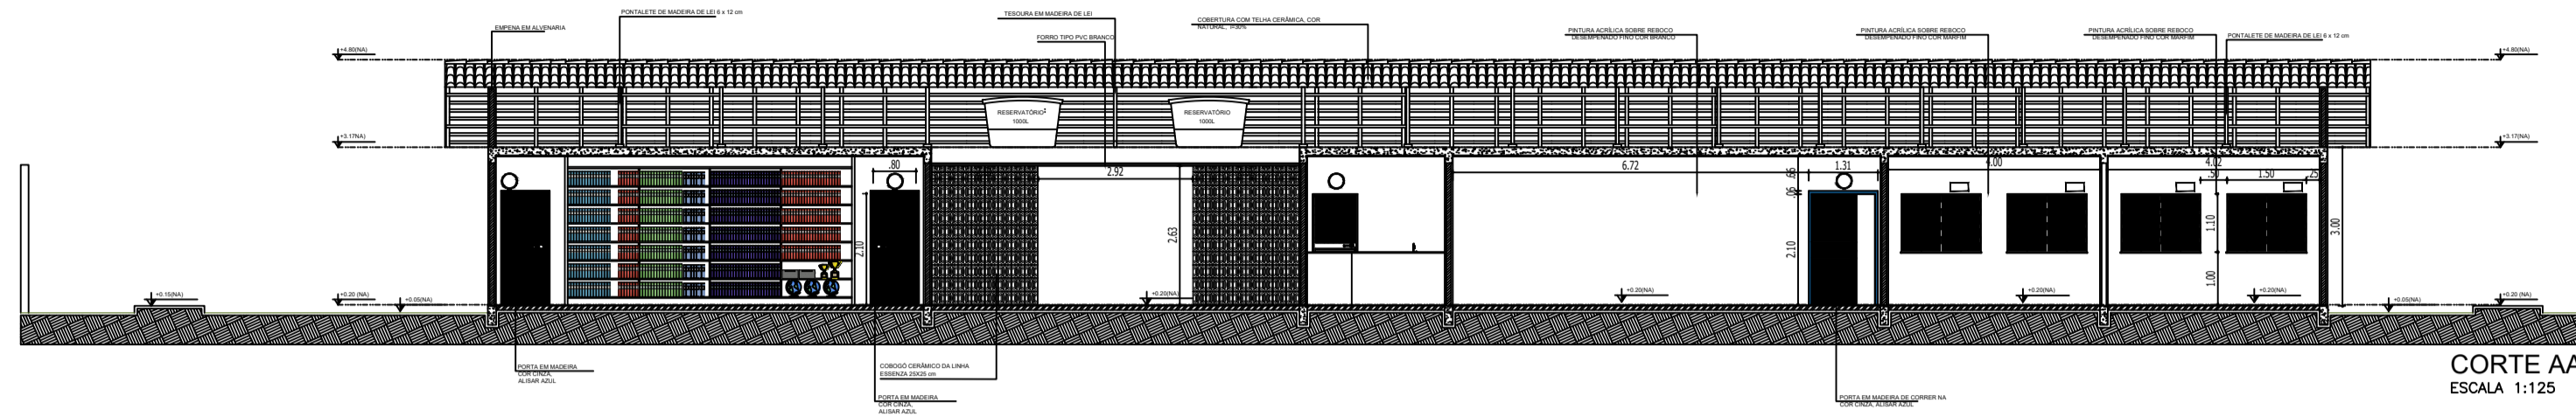 PONTALETE DE MADEIRA DE LEI 6 x 12 cm
EMPENA EM ALVENARIA
TESOURA EM MADEIRA DE LEI
COBERTURA COM TELHA CERÂMICA, COR
NATURAL, I=30%
FORRO TIPO PVC BRANCO
PINTURA ACRÍLICA SOBRE REBOCO
DESEMPENADO FINO COR BRANCO
PINTURA ACRÍLICA SOBRE REBOCO
DESEMPENADO FINO COR MARFIM
PINTURA ACRÍLICA SOBRE REBOCO
DESEMPENADO FINO COR MARFIM
PONTALETE DE MADEIRA DE LEI 6 x 12 cm
+4.80(NA)
+4.80(NA)
RESERVATÓRIO
1000L
RESERVATÓRIO
1000L
+3.17NA)
+3.17(NA)
.80
2.92
6.72
1.31
4.00
4.02
.66
.06
.50
1.50
.25
2.10
2.63
2.10
1.10
1.00
3.00
+0.15(NA)
+0.20 (NA)
+0.05(NA)
+0.20(NA)
+0.20(NA)
+0.20(NA)
+0.20(NA)
+0.05(NA)
+0.20 (NA)
PORTA EM MADEIRA
COR CINZA,
ALISAR AZUL
COBOGÓ CERÂMICO DA LINHA
ESSENZA 25X25 cm
PORTA EM MADEIRA
COR CINZA,
ALISAR AZUL
PORTA EM MADEIRA DE CORRER NA
COR CINZA, ALISAR AZUL
CORTE AA
ESCALA 1:125